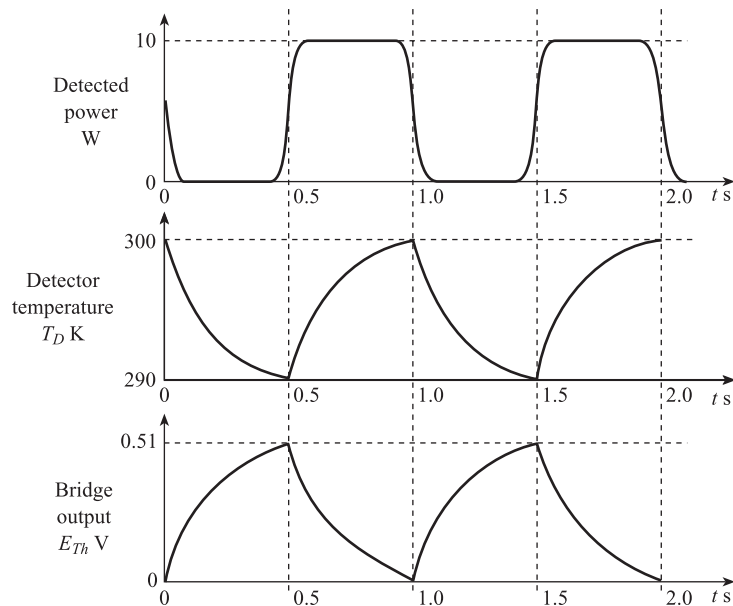 10
Detected
power
W
0
0 0.5 1.0 1.5 2.0 t s
300
Detector
temperature
T_D K
290
0 0.5 1.0 1.5 2.0 t s
0.51
Bridge
output
E_Th V
0
0 0.5 1.0 1.5 2.0 t s